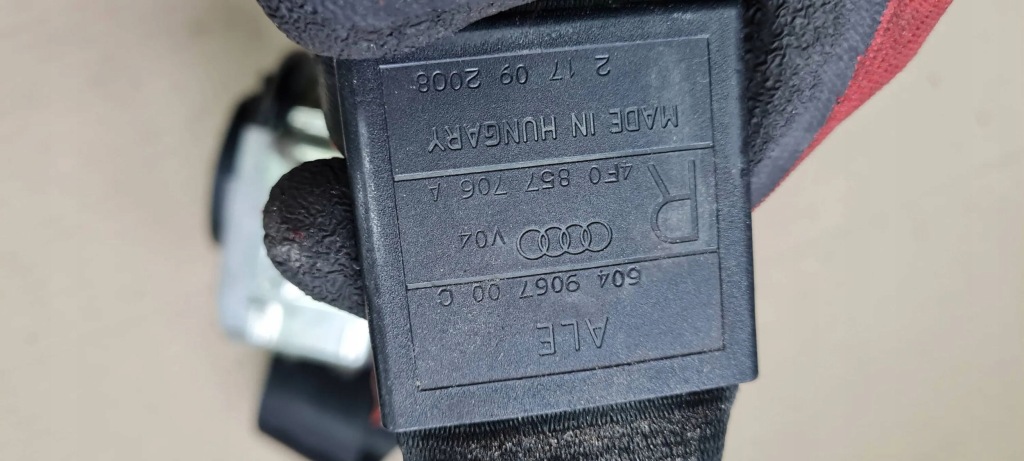 ALE
604 9067 00 C
V04
R
4F0 857 706 A
MADE IN HUNGARY
2 17 09 2008